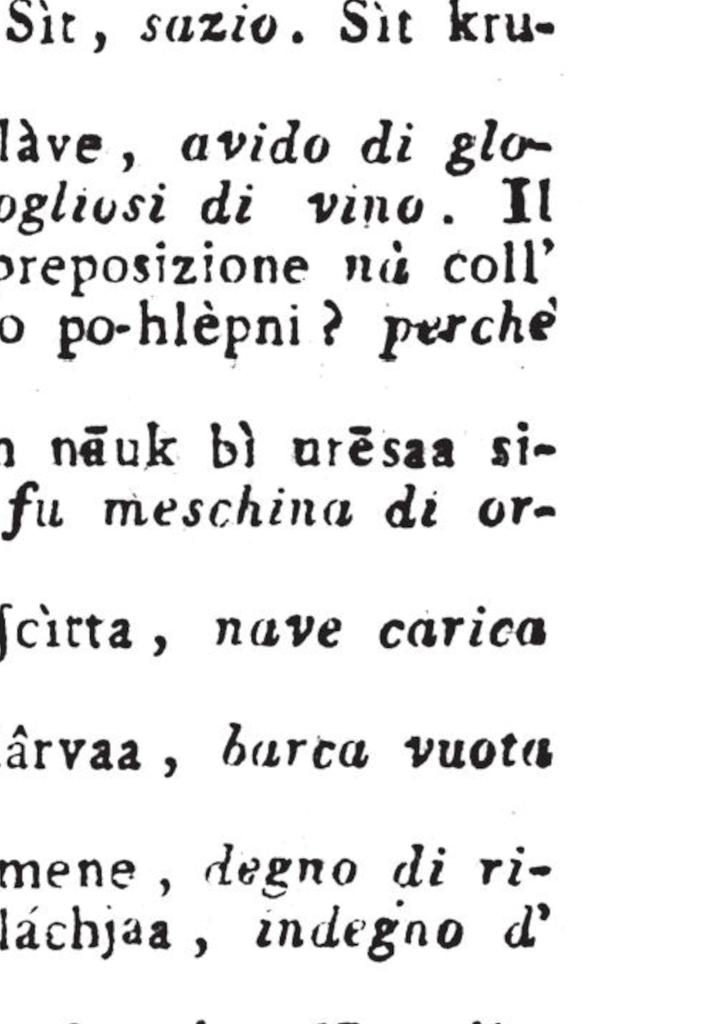 Sìt, sazio. Sìt kru-
làve, avido di glo-
ogliosi di vino. Il
preposizione nà coll'
o po-hlèpni? perchè
n nāuk bì urēsaa si-
fu meschina di or-
ſcìtta, nave carica
ârvaa, barca vuota
mene, degno di ri-
láchjaa, indegno d'